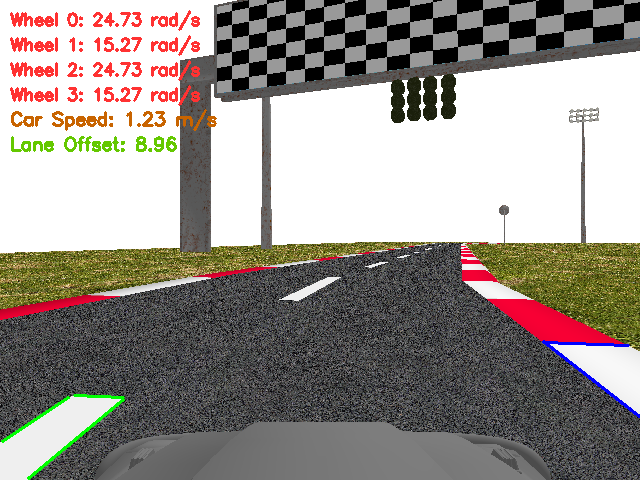 Wheel 0: 24.73 rad/s
Wheel 1: 15.27 rad/s
Wheel 2: 24.73 rad/s
Wheel 3: 15.27 rad/s
Car Speed: 1.23 m/s
Lane Offset: 8.96